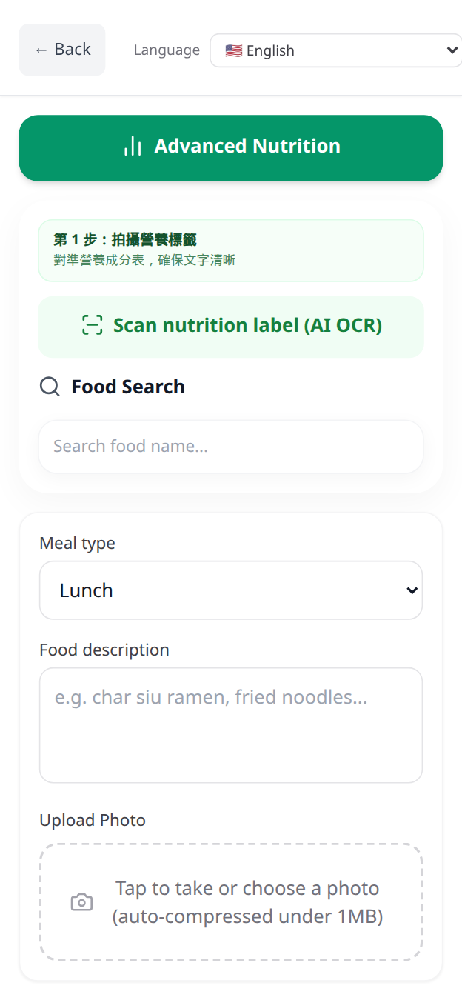 ← Back
Language
🇺🇸 English
Advanced Nutrition
第 1 步：拍攝營養標籤
對準營養成分表，確保文字清晰
Scan nutrition label (AI OCR)
Food Search
Search food name...
Meal type
Lunch
Food description
e.g. char siu ramen, fried noodles...
Upload Photo
Tap to take or choose a photo
(auto-compressed under 1MB)